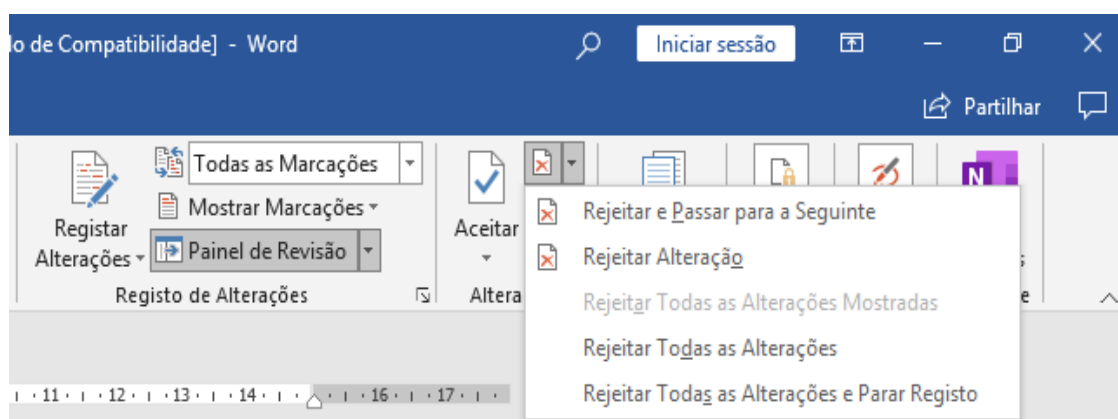 lo de Compatibilidade] - Word Iniciar sessão
Partilhar
Todas as Marcações
Mostrar Marcações
Painel de Revisão
Registar
Alterações
Registo de Alterações
Aceitar
Altera
N
Rejeitar e Passar para a Seguinte
Rejeitar Alteração
Rejeitar Todas as Alterações Mostradas
Rejeitar Todas as Alterações
Rejeitar Todas as Alterações e Parar Registo
s
e
11 12 13 14 16 17